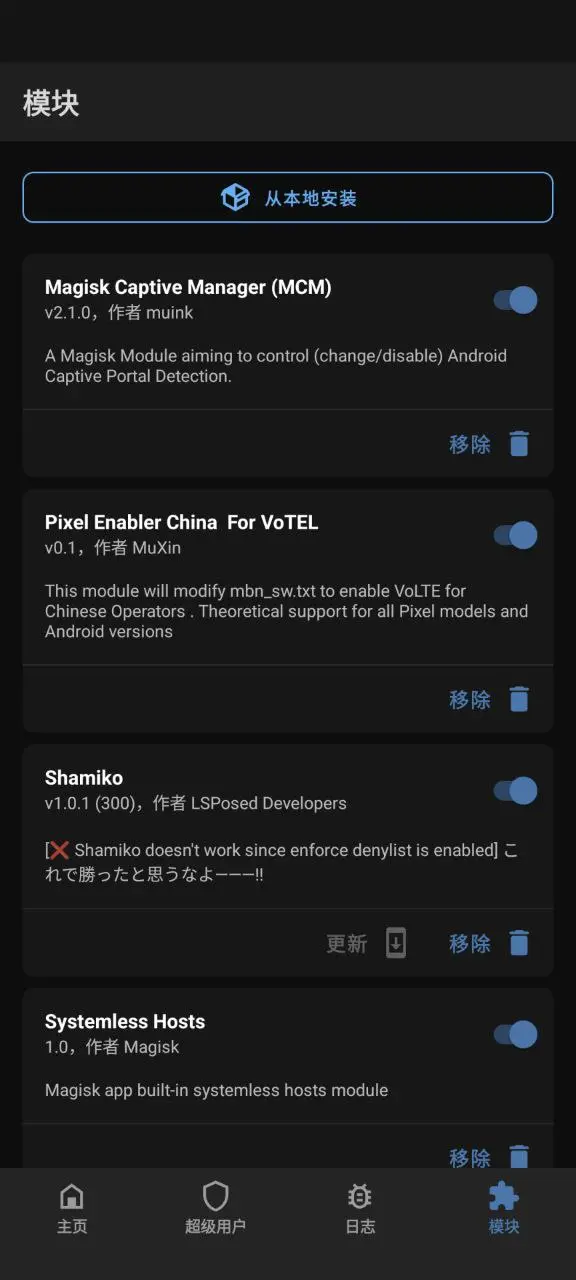 模块
从本地安装
Magisk Captive Manager (MCM)
v2.1.0，作者 muink
A Magisk Module aiming to control (change/disable) Android
Captive Portal Detection.
移除
Pixel Enabler China  For VoTEL
v0.1，作者 MuXin
This module will modify mbn_sw.txt to enable VoLTE for
Chinese Operators . Theoretical support for all Pixel models and
Android versions
移除
Shamiko
v1.0.1 (300)，作者 LSPosed Developers
[❌ Shamiko doesn't work since enforce denylist is enabled] こ
れで勝ったと思うなよーーー!!
更新 移除
Systemless Hosts
1.0，作者 Magisk
Magisk app built-in systemless hosts module
移除
主页 超级用户 日志 模块